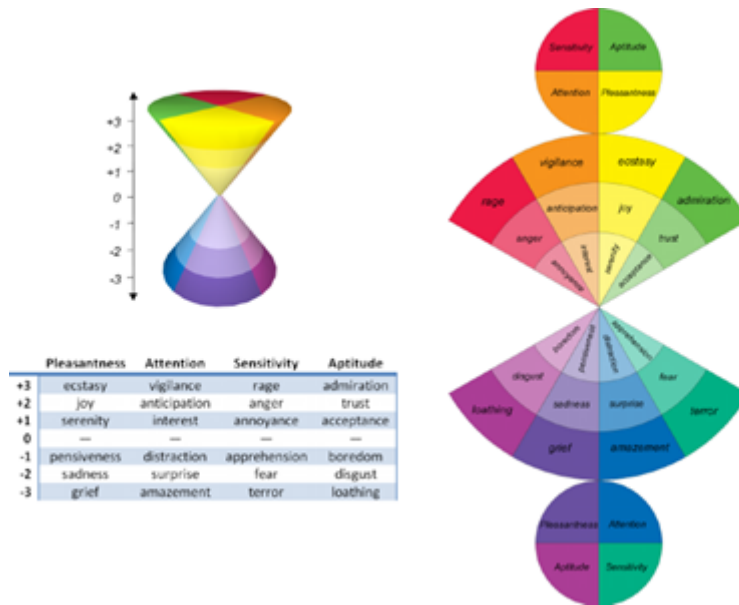 +3
+2
+1
0
-1
-2
-3
Pleasantness Attention Sensitivity Aptitude
+3 ecstasy vigilance rage admiration
+2 joy anticipation anger trust
+1 serenity interest annoyance acceptance
0 — — — —
-1 pensiveness distraction apprehension boredom
-2 sadness surprise fear disgust
-3 grief amazement terror loathing
Sensitivity Aptitude
Attention Pleasantness
rage vigilance ecstasy admiration
anger anticipation joy trust
annoyance interest serenity acceptance
boredom pensiveness distraction apprehension
disgust sadness surprise fear
loathing grief amazement terror
Pleasantness Attention
Aptitude Sensitivity